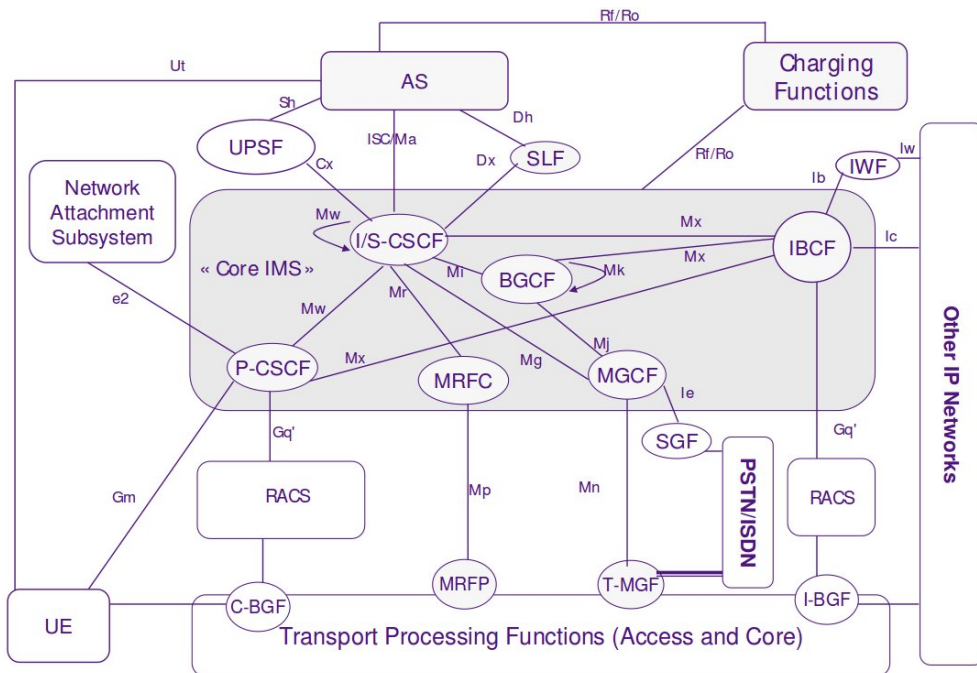 Rf/Ro
Ut
AS
Charging
Functions
Sh
Dh
ISC/Ma
UPSF
SLF
Cx
Dx
Rf/Ro
Iw
IWF
Ib
Network
Attachment
Subsystem
Mw
I/S-CSCF
Mx
IBCF
Ic
« Core IMS »
Mi
BGCF
Mk
Mx
e2
Mw
Mr
Mx
Mg
Mj
P-CSCF
MRFC
MGCF
Ie
Gq'
SGF
Gq'
Gm
RACS
Mp
Mn
PSTN/ISDN
RACS
Other IP Networks
UE
C-BGF
MRFP
T-MGF
I-BGF
Transport Processing Functions (Access and Core)